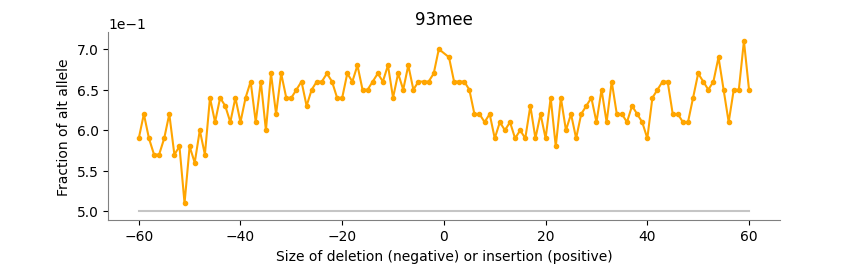 93mee
1e−1
7.0
6.5
6.0
5.5
5.0
Fraction of alt allele
−60 −40 −20 0 20 40 60
Size of deletion (negative) or insertion (positive)